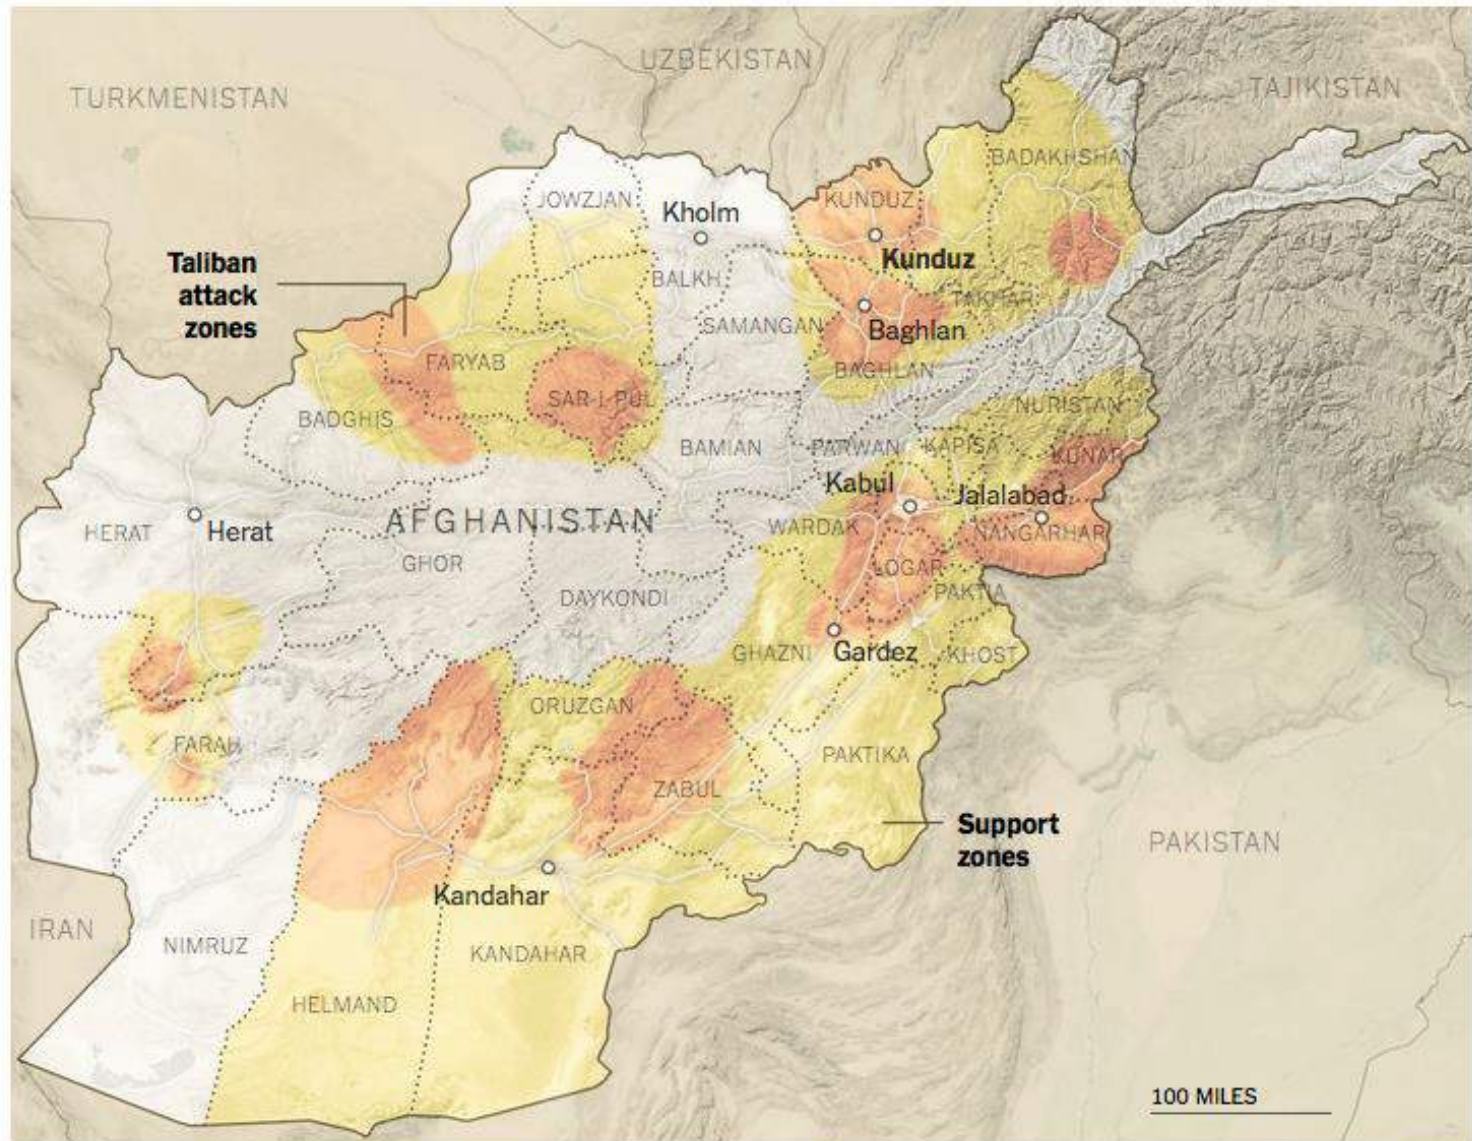 UZBEKISTAN
TURKMENISTAN
TAJIKISTAN
BADAKHSHAN
JOWZJAN
KUNDUZ
Kholm
Kunduz
Taliban
attack
zones
BALKH
TAKHAR
SAMANGAN
Baghlan
FARYAB
BAGHLAN
SAR-I-PUL
NURISTAN
BADGHIS
BAMIAN
PARWAN
KAPISA
KUNAR
Kabul
Jalalabad
AFGHANISTAN
WARDAK
HERAT
Herat
NANGARHAR
GHOR
LOGAR
DAYKONDI
PAKTIA
GHAZNI
Gardez
KHOST
ORUZGAN
FARAH
PAKTIKA
ZABUL
Support
zones
PAKISTAN
Kandahar
IRAN
NIMRUZ
KANDAHAR
HELMAND
100 MILES